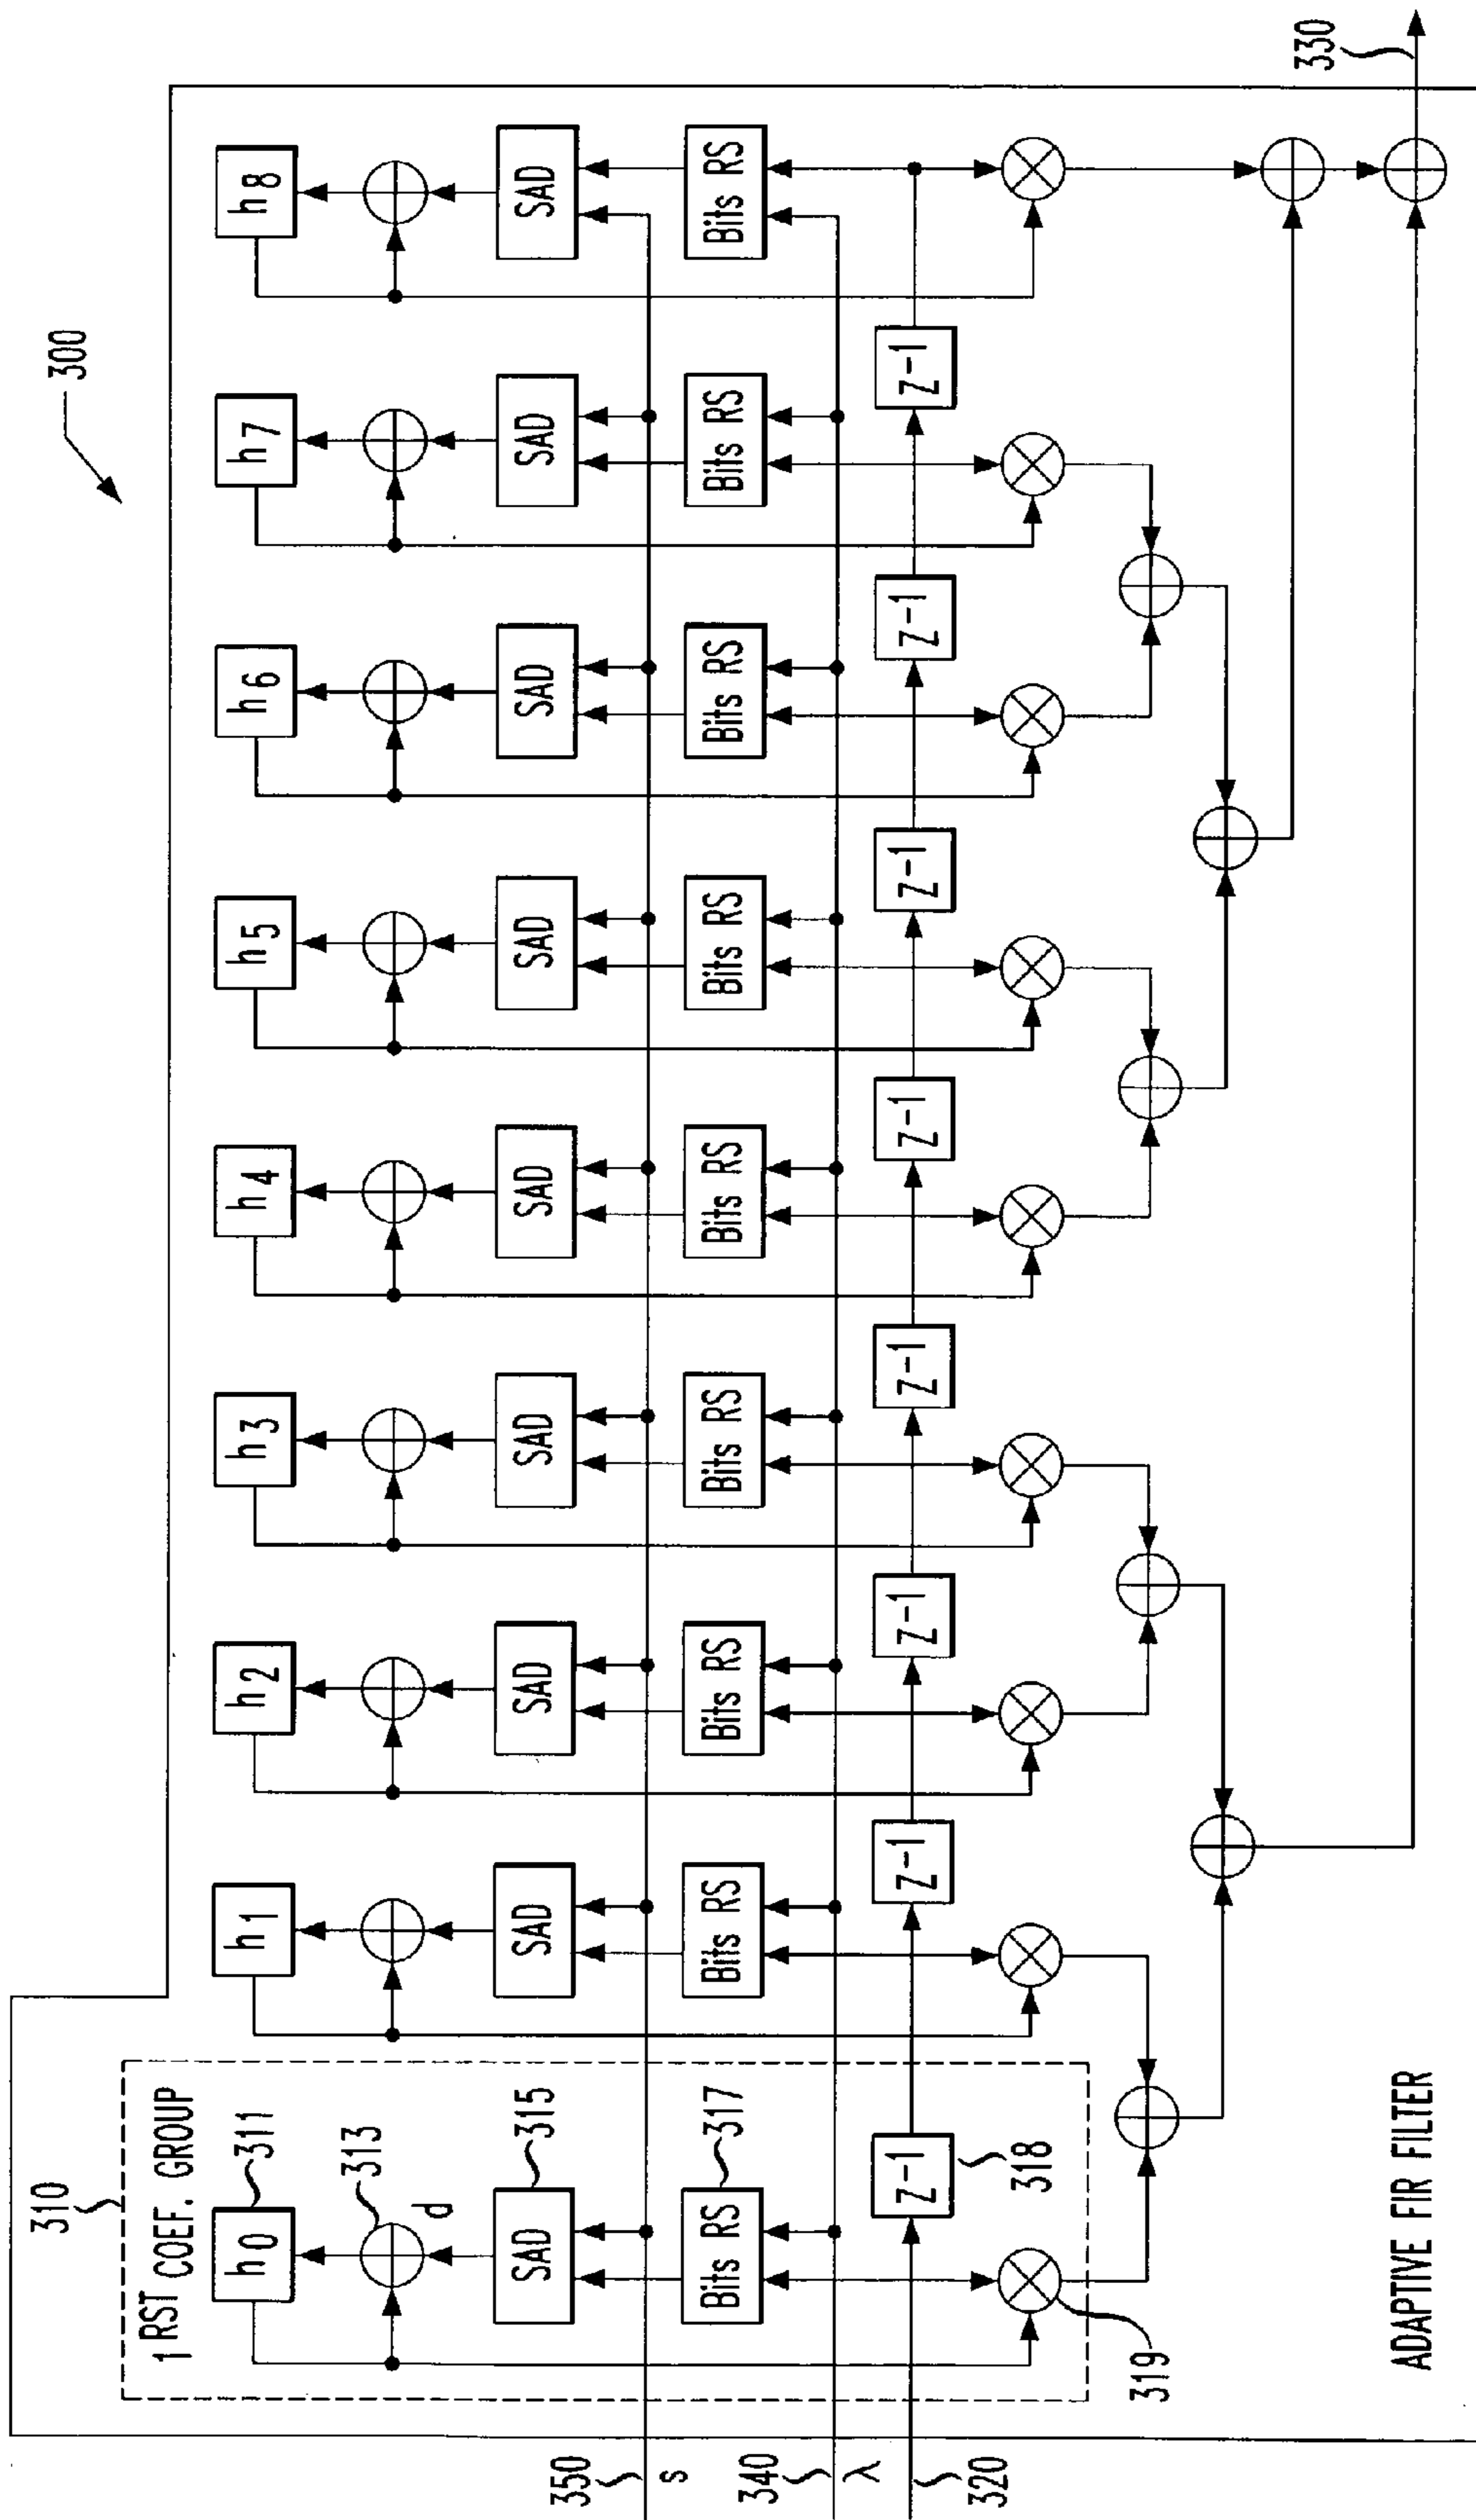 300
310
1 RST COEF. GROUP
h0 h1 h2 h3 h4 h5 h6 h7 h8
311
313
d
315
SAD SAD SAD SAD SAD SAD SAD SAD SAD
350
s
317
Bits RS Bits RS Bits RS Bits RS Bits RS Bits RS Bits RS Bits RS Bits RS
340
λ
z-1 z-1 z-1 z-1 z-1 z-1 z-1 z-1
320
318
319
330
ADAPTIVE FIR FILTER